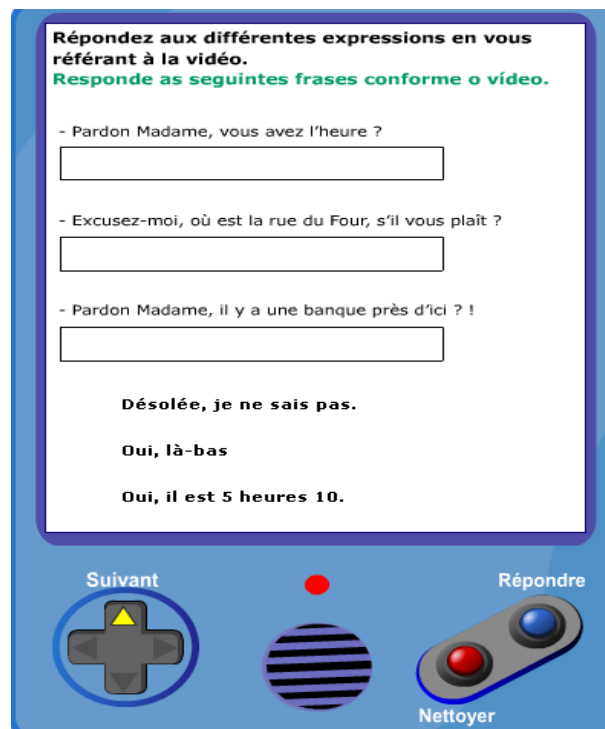 Répondez aux différentes expressions en vous
référant à la vidéo.
Responde as seguintes frases conforme o vídeo.
- Pardon Madame, vous avez l'heure ?
- Excusez-moi, où est la rue du Four, s'il vous plaît ?
- Pardon Madame, il y a une banque près d'ici ? !
Désolée, je ne sais pas.
Oui, là-bas
Oui, il est 5 heures 10.
Suivant
Répondre
Nettoyer